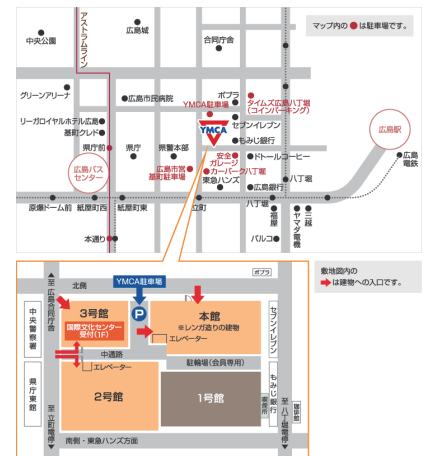 マップ内の●は駐車場です。
アストラムライン
広島城
中央公園
合同庁舎
グリーンアリーナ
広島市民病院
ポプラ
YMCA駐車場
タイムズ広島八丁堀
(コインパーキング)
リーガロイヤルホテル広島
基町クレド
YMCA
セブンイレブン
もみじ銀行
広島駅
県庁前
県庁
県警本部
安全
ガレージ
ドトールコーヒー
広島
電鉄
広島バス
センター
広島市営
基町駐車場
カーパーク八丁堀
東急ハンズ
広島銀行
八丁堀
原爆ドーム前
紙屋町西
紙屋町東
立町
八丁堀
福屋
ヤマダ電機
三越
本通り
パルコ
敷地図内の
➡は建物への入口です。
至広島合同庁舎
北側
YMCA駐車場
ポプラ
中央警察署
3号館
国際文化センター
受付(1F)
P
本館
※レンガ造りの建物
エレベーター
セブンイレブン
中通路
駐輪場(会員専用)
エレベーター
県庁東館
2号館
1号館
もみじ銀行
至立町電停
南側・東急ハンズ方面
至八丁堀電停